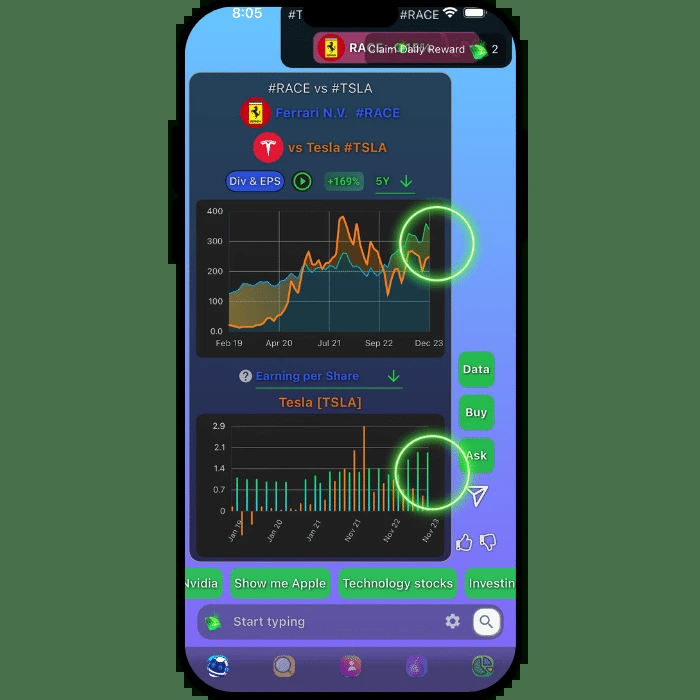 8:05
#T
#RACE
RACE
Claim Daily Reward
2
#RACE vs #TSLA
Ferrari N.V. #RACE
vs Tesla #TSLA
Div & EPS
+169%
5Y
400
300
200
100
0.0
Feb 19
Apr 20
Jul 21
Sep 22
Dec 23
Data
? Earning per Share
Tesla [TSLA]
Buy
2.9
2.1
1.4
0.7
0
Ask
Jan 19
Jan 20
Jan 21
Nov 21
Nov 22
Nov 23
Nvidia
Show me Apple
Technology stocks
Investin
Start typing